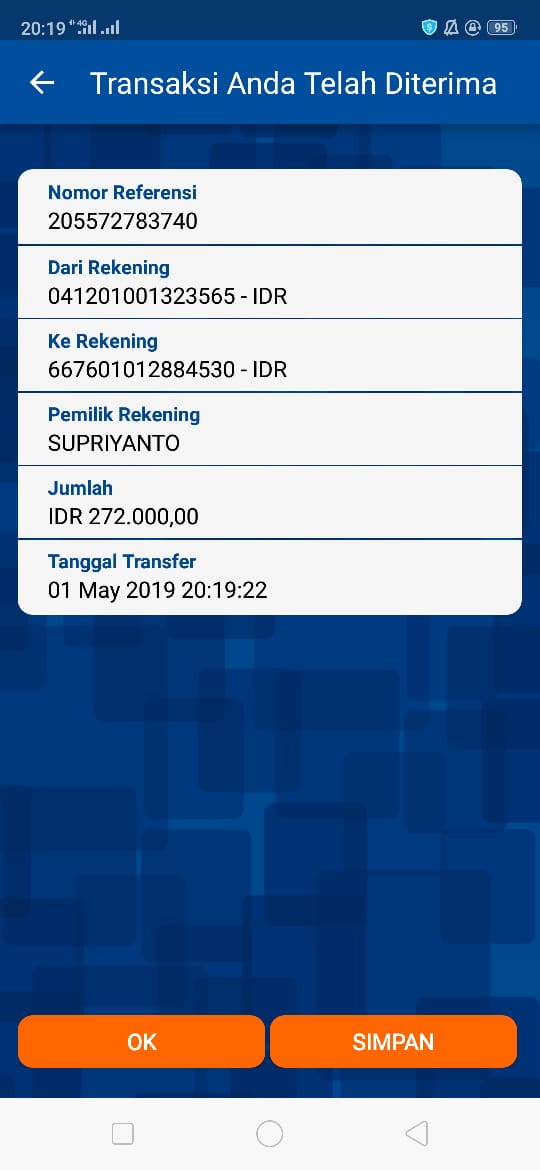 20:19 4G 95
Transaksi Anda Telah Diterima
Nomor Referensi
205572783740
Dari Rekening
041201001323565 - IDR
Ke Rekening
667601012884530 - IDR
Pemilik Rekening
SUPRIYANTO
Jumlah
IDR 272.000,00
Tanggal Transfer
01 May 2019 20:19:22
OK SIMPAN